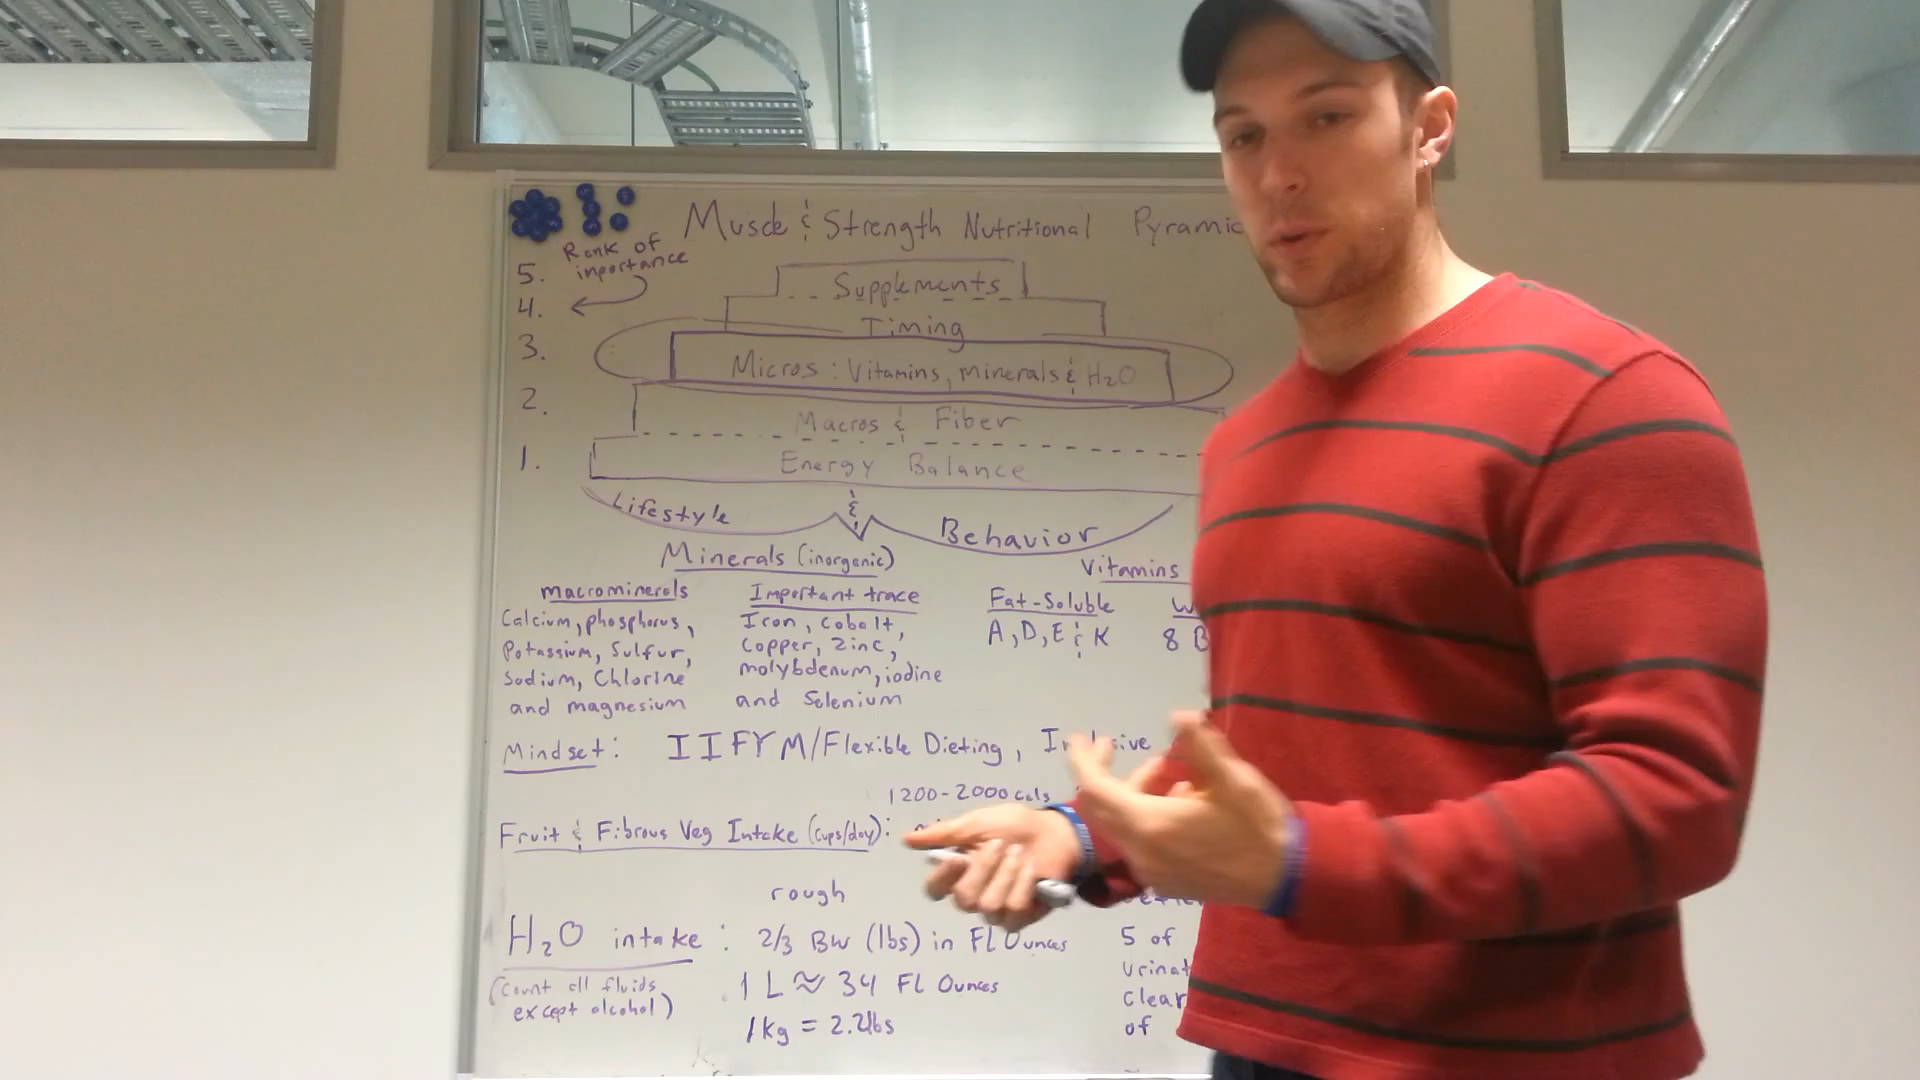 Muscle & Strength Nutritional Pyramid
Rank of
importance
5.
4.
3.
2.
1.
Supplements
Timing
Micros: Vitamins, minerals & H2O
Macros & Fiber
Energy Balance
Lifestyle & Behavior
Minerals (inorganic)
macrominerals
Calcium, phosphorus,
Potassium, Sulfur,
Sodium, Chlorine
and magnesium
Important trace
Iron, Cobalt,
Copper, Zinc,
molybdenum, iodine
and Selenium
Vitamins
Fat-Soluble
A, D, E & K
8 B
Mindset: IIFYM/Flexible Dieting,
1200-2000 cals
Fruit & Fibrous Veg Intake (cups/day):
rough
H2O intake: 2/3 BW (lbs) in FL Ounces
(Count all fluids
except alcohol)
1 L ≈ 34 FL Ounces
1kg = 2.2lbs
5 of
clear
of